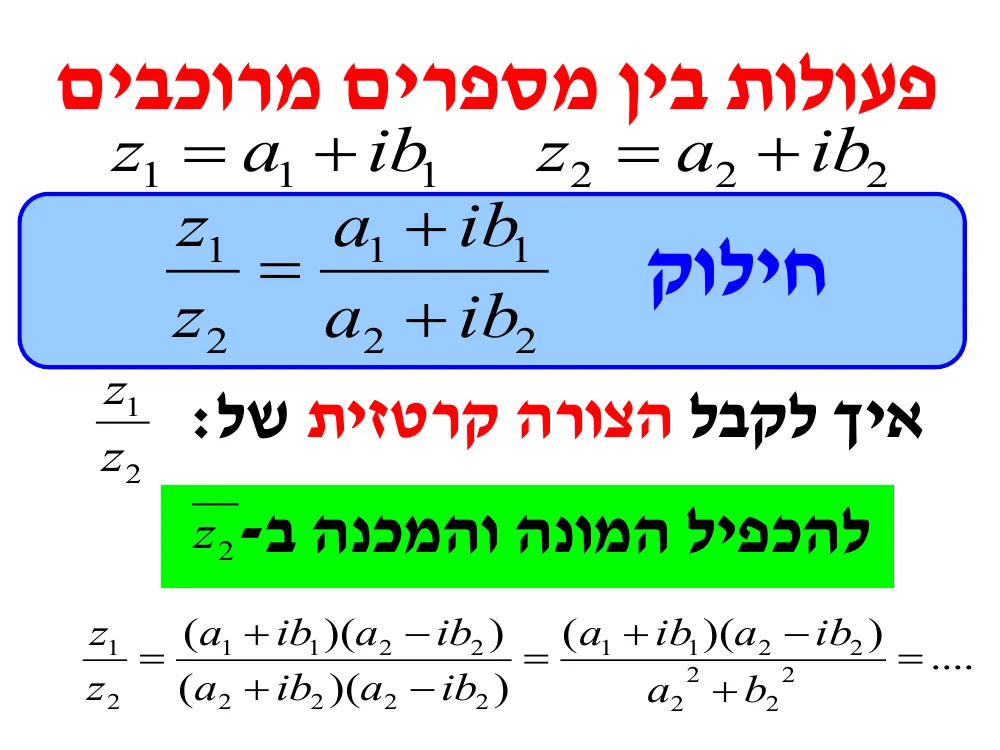 פעולות בין מספרים מרוכבים
z₁ = a₁ + ib₁ z₂ = a₂ + ib₂
z₁/z₂ = (a₁ + ib₁)/(a₂ + ib₂) חילוק
איך לקבל הצורה קרטזית של: z₁/z₂
להכפיל המונה והמכנה ב-z̅₂
z₁/z₂ = (a₁ + ib₁)(a₂ − ib₂)/(a₂ + ib₂)(a₂ − ib₂) = (a₁ + ib₁)(a₂ − ib₂)/(a₂² + b₂²) = ....